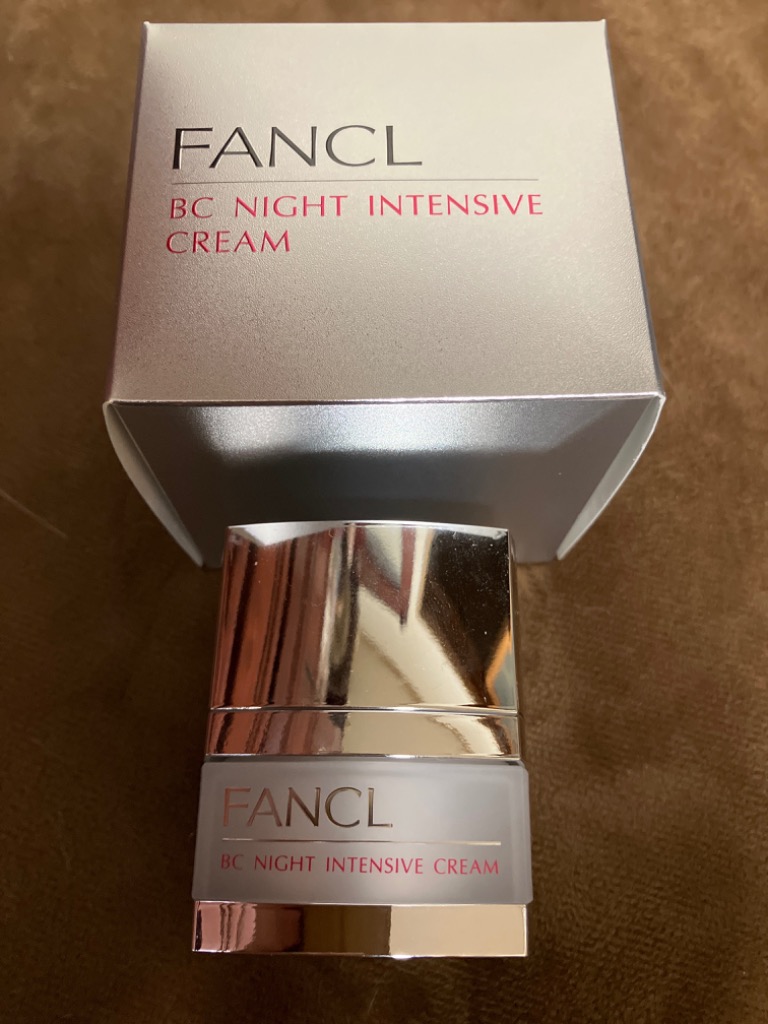 FANCL
BC NIGHT INTENSIVE
CREAM
FANCL
BC NIGHT INTENSIVE CREAM